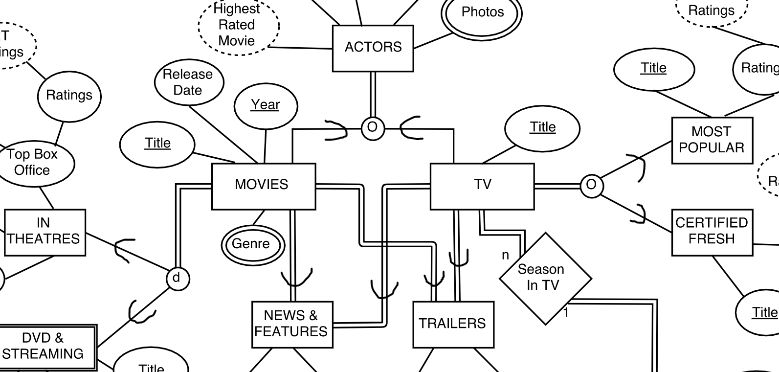 Highest
Rated
Movie
Photos
Ratings
ACTORS
Release
Date
Ratings
Year
Title
Title
Title
O
MOST
POPULAR
Top Box
Office
MOVIES
TV
O
IN
THEATRES
Genre
CERTIFIED
FRESH
n
Season
In TV
d
1
NEWS &
FEATURES
TRAILERS
Title
DVD &
STREAMING
Title